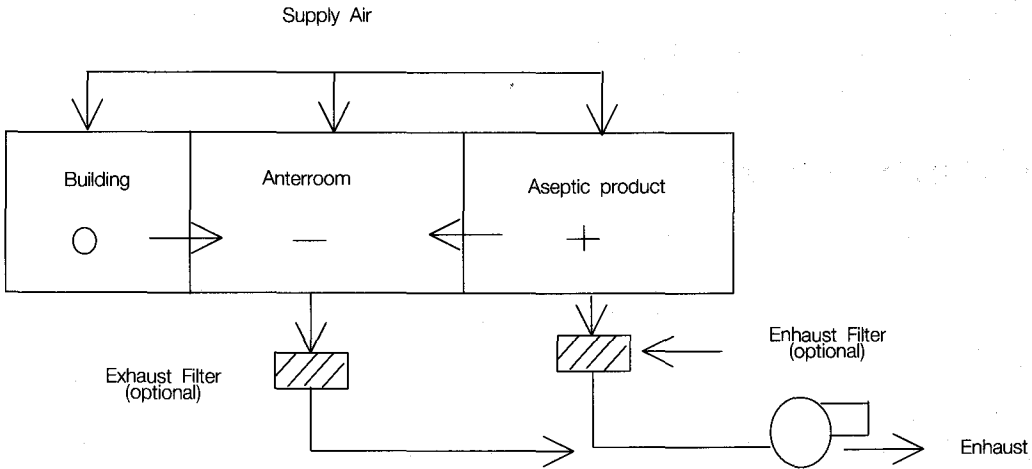 Supply Air
Building
Anterroom
Aseptic product
O
—
+
Exhaust Filter
(optional)
Enhaust Filter
(optional)
Enhaust